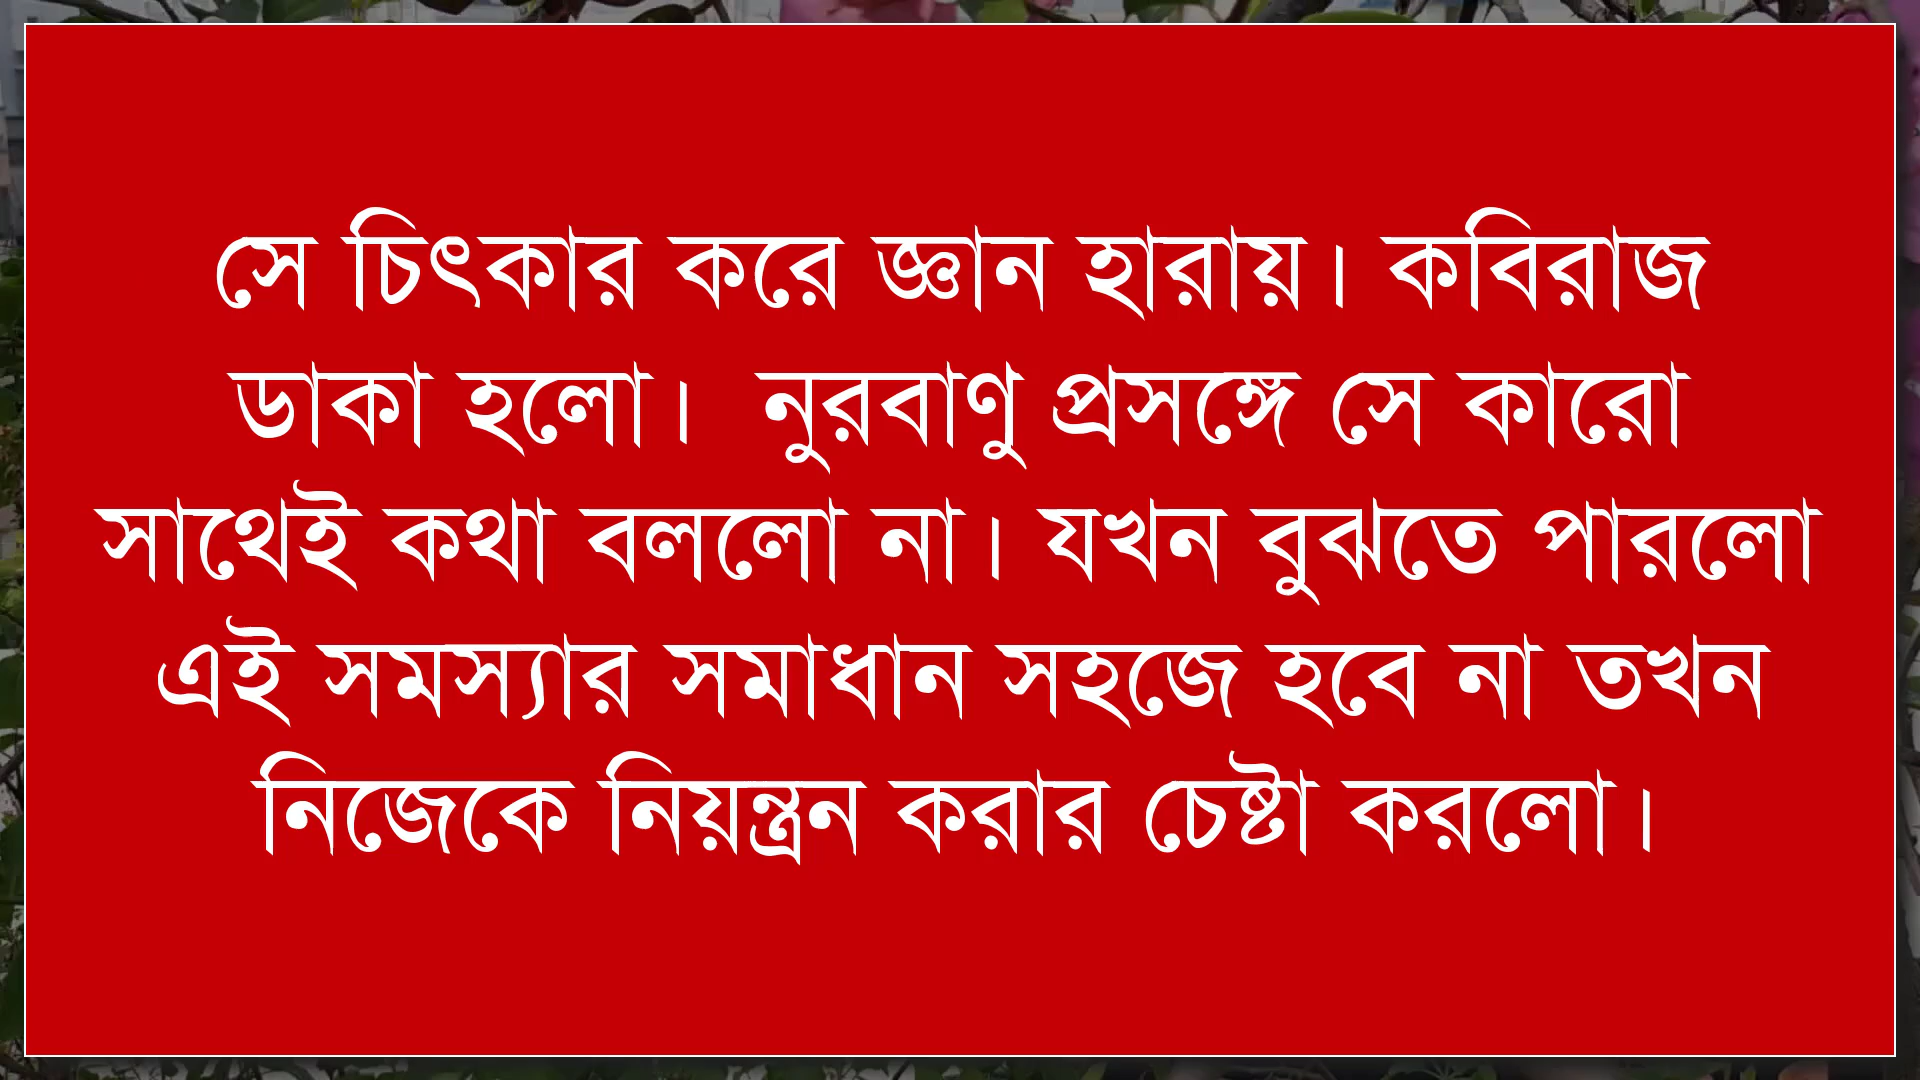 সে চিৎকার করে জ্ঞান হারায়। কবিরাজ
ডাকা হলো।  নুরবাণু প্রসঙ্গে সে কারো
সাথেই কথা বললো না। যখন বুঝতে পারলো
এই সমস্যার সমাধান সহজে হবে না তখন
নিজেকে নিয়ন্ত্রন করার চেষ্টা করলো।